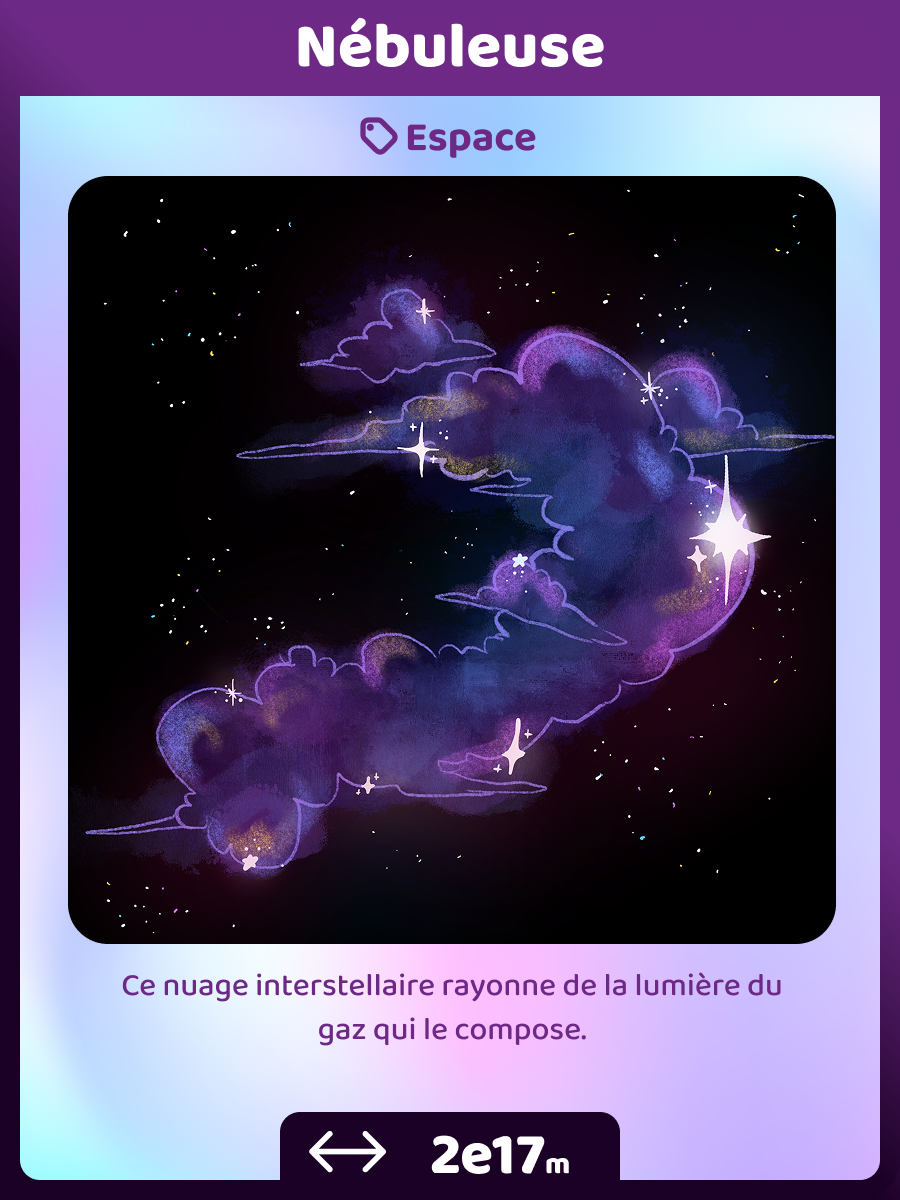 Nébuleuse
Espace
Ce nuage interstellaire rayonne de la lumière du
gaz qui le compose.
2e17m